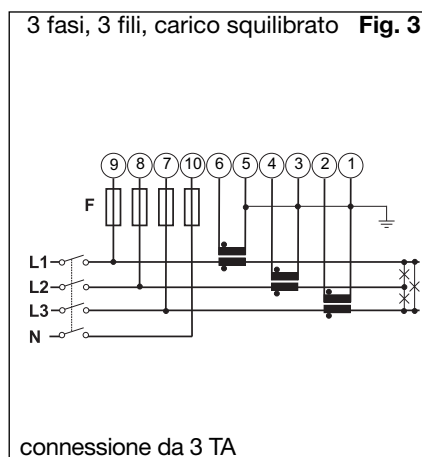 3 fasi, 3 fili, carico squilibrato Fig. 3
9 8 7 10 6 5 4 3 2 1
F
L1
L2
L3
N
connessione da 3 TA